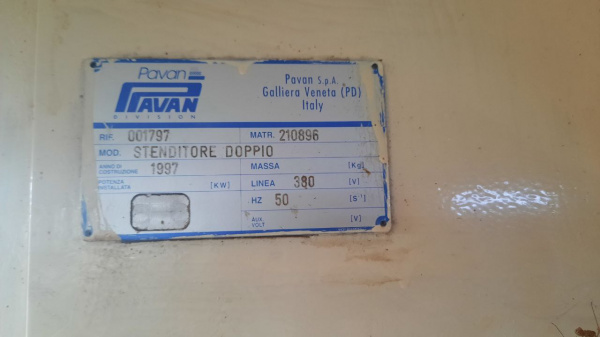 Pavan
PAVAN
DIVISION
Pavan S.p.A.
Galliera Veneta (PD)
Italy
RIF. 001797 MATR. 210896
MOD. STENDITORE DOPPIO
ANNO DI COSTRUZIONE 1997 MASSA [Kg]
POTENZA INSTALLATA [KW] LINEA 380 [V]
HZ 50 [S⁻¹]
AUX VOLT [V]